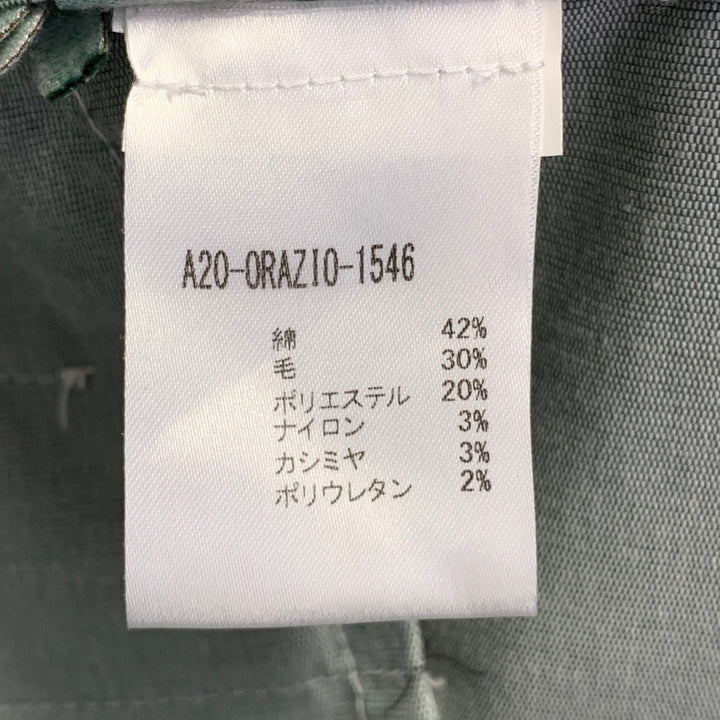 A20-ORAZIO-1546
綿 42%
毛 30%
ポリエステル 20%
ナイロン 3%
カシミヤ 3%
ポリウレタン 2%